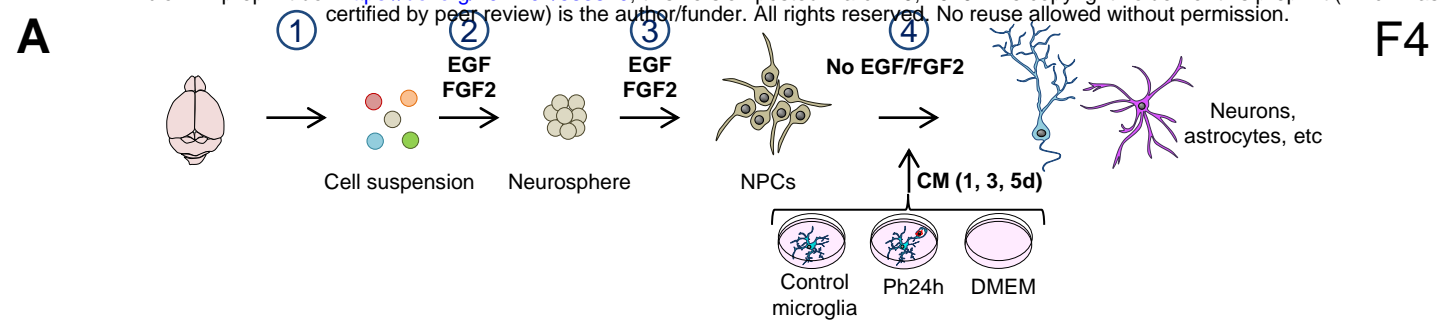 certified by peer review) is the author/funder. All rights reserved. No reuse allowed without permission.
A
F4
1
2
3
4
EGF
FGF2
EGF
FGF2
No EGF/FGF2
Neurons,
astrocytes, etc
Cell suspension
Neurosphere
NPCs
CM (1, 3, 5d)
Control
microglia
Ph24h
DMEM